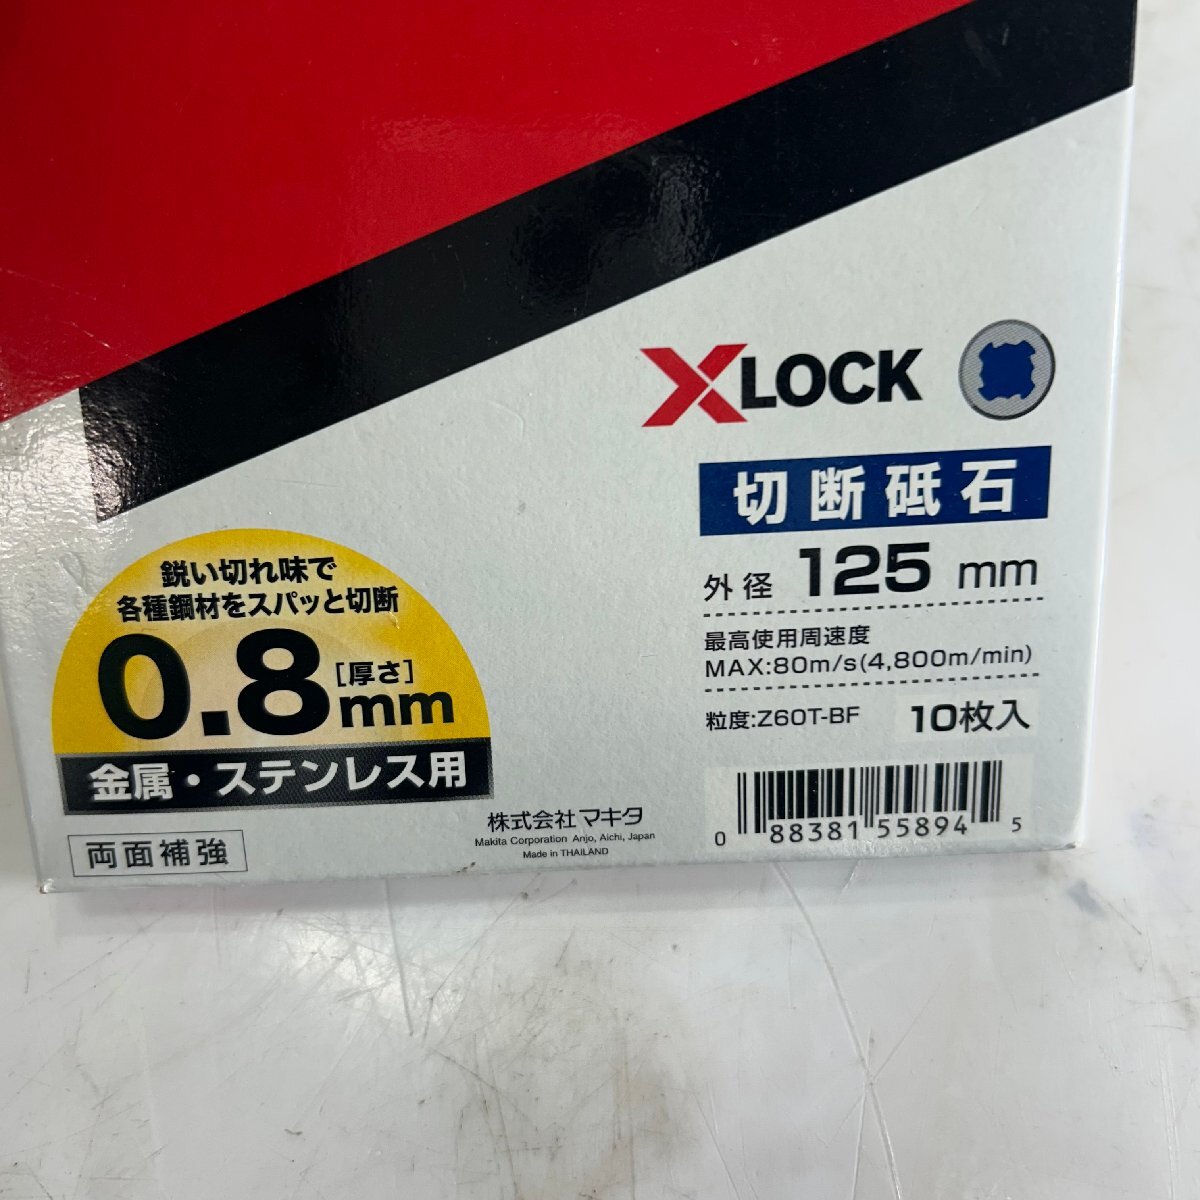 XLOCK
切断砥石
外径 125 mm
最高使用周速度
MAX:80m/s(4,800m/min)
粒度:Z60T-BF 10枚入
0 88381 55894 5
鋭い切れ味で
各種鋼材をスパッと切断
0.8 [厚さ] mm
金属・ステンレス用
両面補強
株式会社マキタ
Makita Corporation Anjo, Aichi, Japan
Made in THAILAND